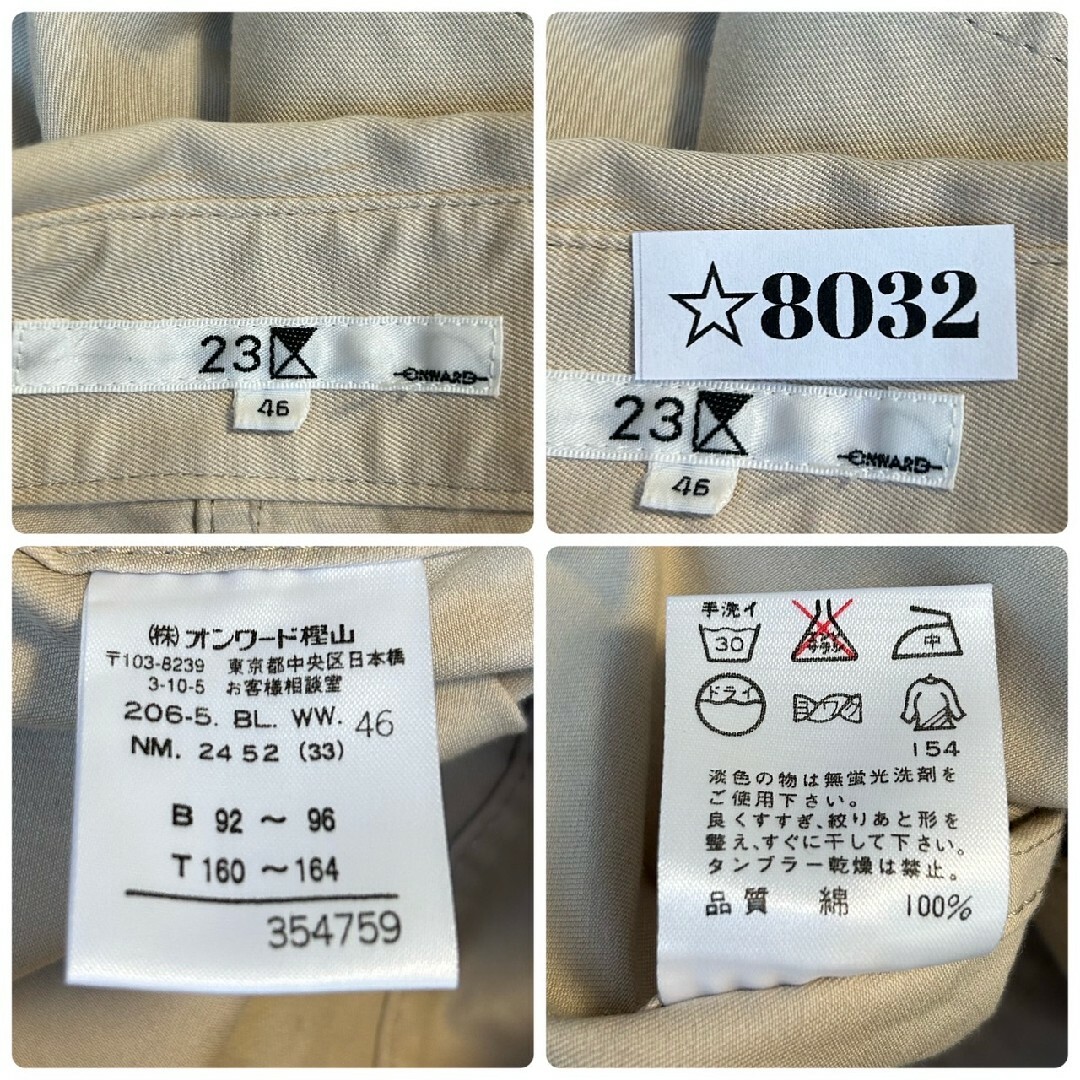 23区
ONWARD
46
☆8032
23区
ONWARD
46
(株)オンワード樫山
〒103-8239 東京都中央区日本橋
3-10-5 お客様相談室
206-5. BL. WW. 46
NM. 2452 (33)
B 92 ～ 96
T 160 ～ 164
354759
手洗イ
30 サラシ 中
ドライ ヨワク
154
淡色の物は無蛍光洗剤を
ご使用下さい。
良くすすぎ、絞りあと形を
整え、すぐに干して下さい。
タンブラー乾燥は禁止。
品質 綿 100%